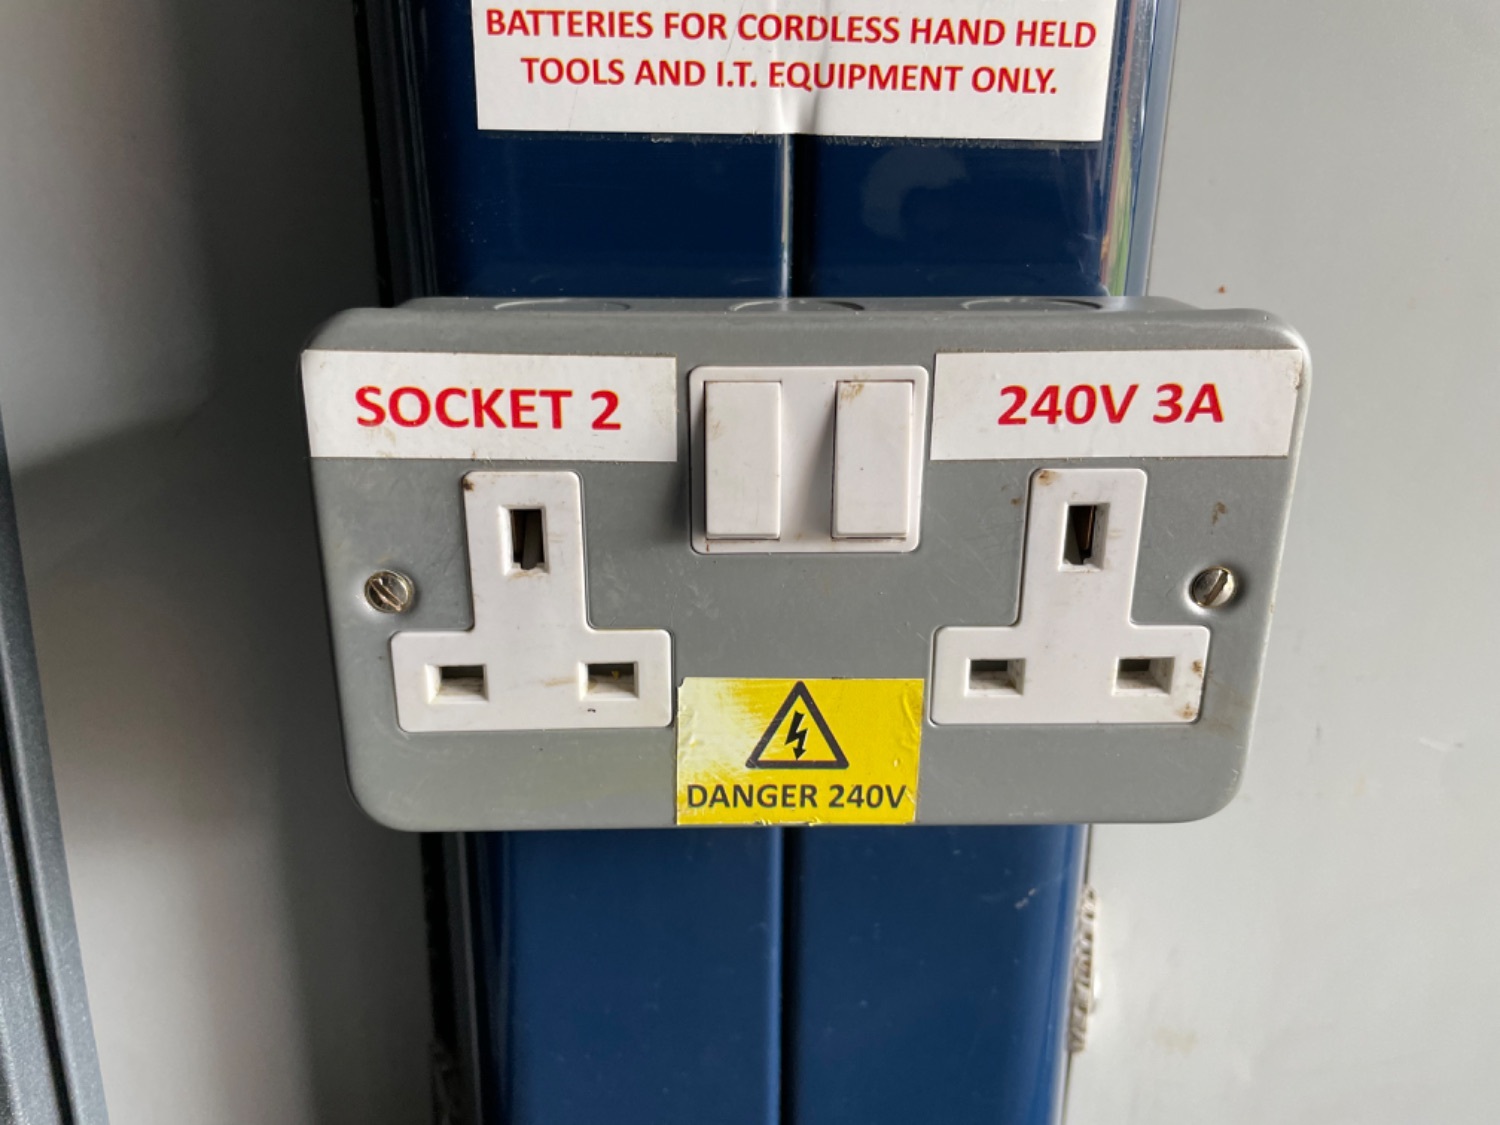 BATTERIES FOR CORDLESS HAND HELD
TOOLS AND I.T. EQUIPMENT ONLY.
SOCKET 2
240V 3A
DANGER 240V